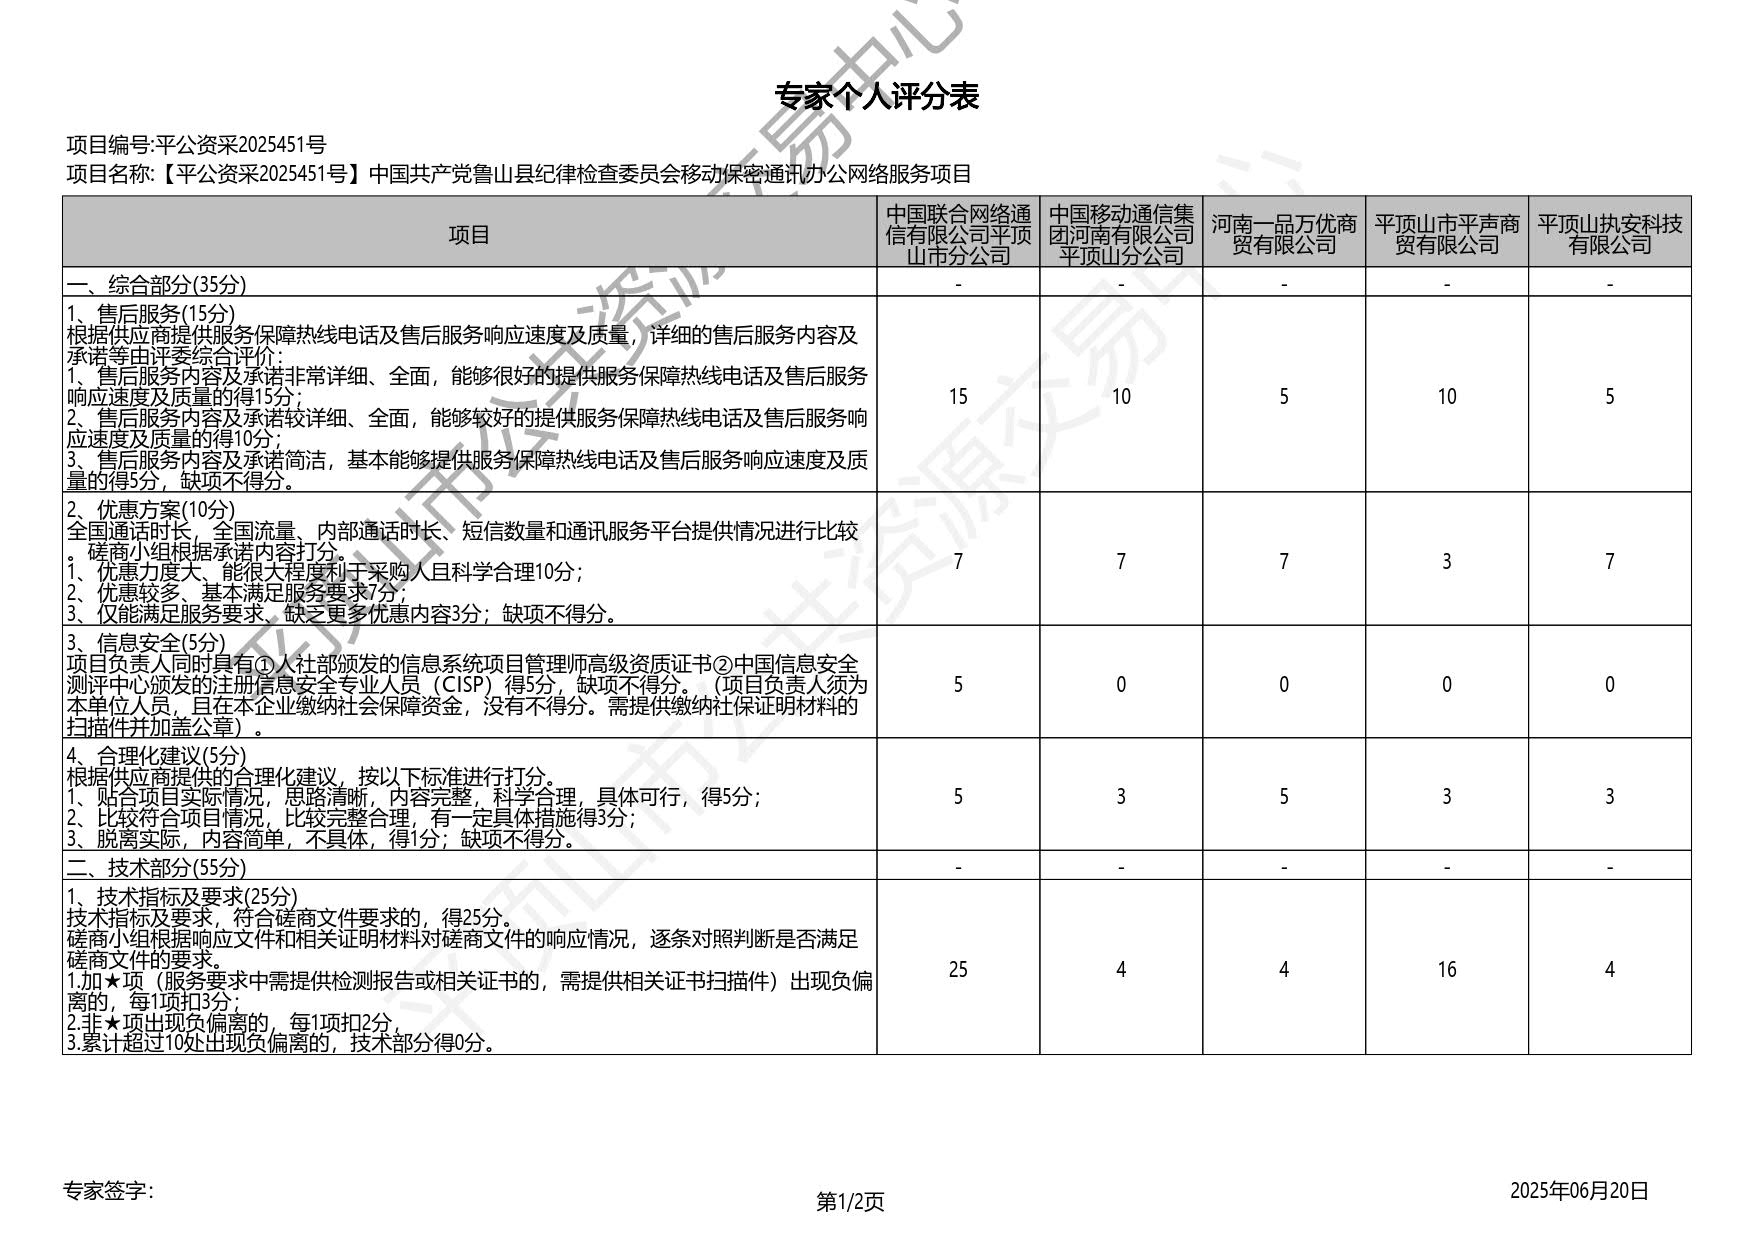 专家个人评分表
项目编号:平公资采2025451号
项目名称:【平公资采2025451号】中国共产党鲁山县纪律检查委员会移动保密通讯办公网络服务项目
项目
中国联合网络通
信有限公司平顶
山市分公司
中国移动通信集
团河南有限公司
平顶山分公司
河南一品万优商
贸有限公司
平顶山市平声商
贸有限公司
平顶山执安科技
有限公司
一、综合部分(35分)
- - - - -
1、售后服务(15分)
根据供应商提供服务保障热线电话及售后服务响应速度及质量，详细的售后服务内容及
承诺等由评委综合评价：
1、售后服务内容及承诺非常详细、全面，能够很好的提供服务保障热线电话及售后服务
响应速度及质量的得15分；
2、售后服务内容及承诺较详细、全面，能够较好的提供服务保障热线电话及售后服务响
应速度及质量的得10分；
3、售后服务内容及承诺简洁，基本能够提供服务保障热线电话及售后服务响应速度及质
量的得5分，缺项不得分。
15 10 5 10 5
2、优惠方案(10分)
全国通话时长，全国流量、内部通话时长、短信数量和通讯服务平台提供情况进行比较
。磋商小组根据承诺内容打分。
1、优惠力度大、能很大程度利于采购人且科学合理10分；
2、优惠较多、基本满足服务要求7分；
3、仅能满足服务要求、缺乏更多优惠内容3分；缺项不得分。
7 7 7 3 7
3、信息安全(5分)
项目负责人同时具有①人社部颁发的信息系统项目管理师高级资质证书②中国信息安全
测评中心颁发的注册信息安全专业人员（CISP）得5分，缺项不得分。（项目负责人须为
本单位人员，且在本企业缴纳社会保障资金，没有不得分。需提供缴纳社保证明材料的
扫描件并加盖公章）。
5 0 0 0 0
4、合理化建议(5分)
根据供应商提供的合理化建议，按以下标准进行打分。
1、贴合项目实际情况，思路清晰，内容完整，科学合理，具体可行，得5分；
2、比较符合项目情况，比较完整合理，有一定具体措施得3分；
3、脱离实际，内容简单，不具体，得1分；缺项不得分。
5 3 5 3 3
二、技术部分(55分)
- - - - -
1、技术指标及要求(25分)
技术指标及要求，符合磋商文件要求的，得25分。
磋商小组根据响应文件和相关证明材料对磋商文件的响应情况，逐条对照判断是否满足
磋商文件的要求。
1.加★项（服务要求中需提供检测报告或相关证书的，需提供相关证书扫描件）出现负偏
离的，每1项扣3分；
2.非★项出现负偏离的，每1项扣2分，
3.累计超过10处出现负偏离的，技术部分得0分。
25 4 4 16 4
专家签字：
第1/2页
2025年06月20日
平顶山市公共资源交易中心
平顶山市公共资源交易中心